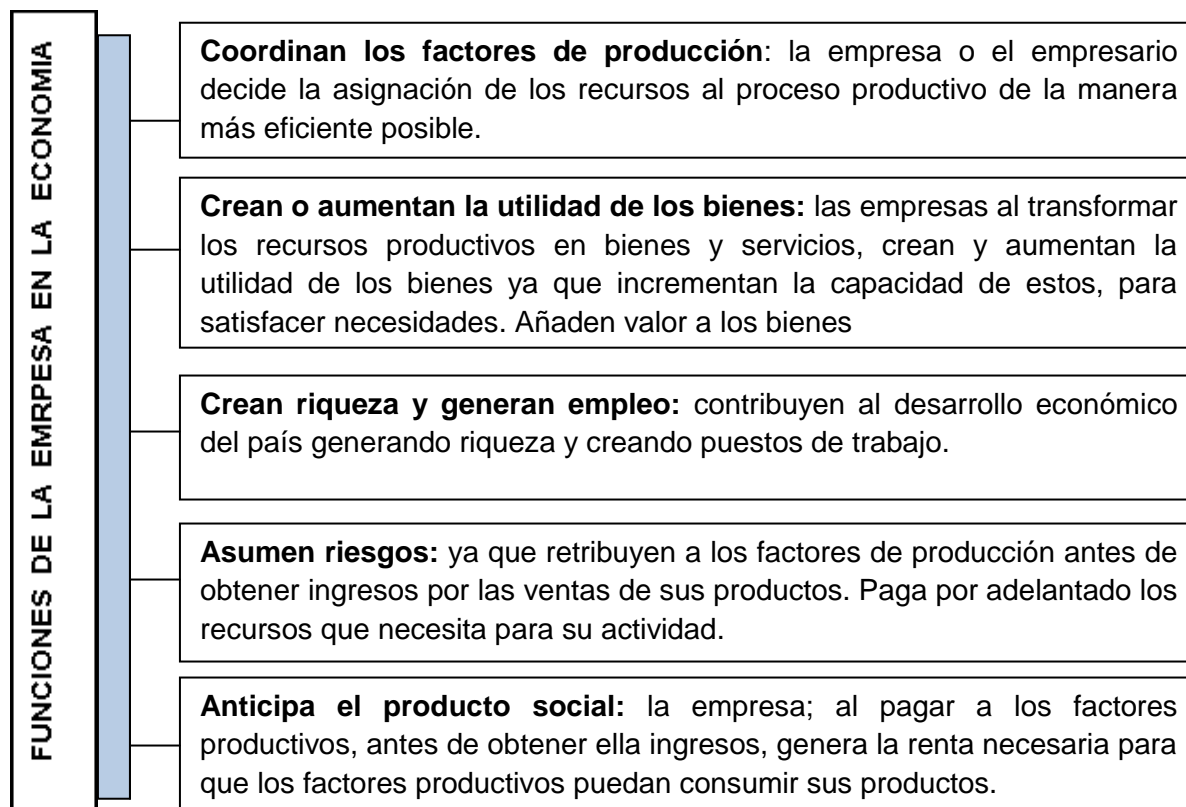 FUNCIONES DE LA EMRPESA EN LA ECONOMIA
Coordinan los factores de producción: la empresa o el empresario
decide la asignación de los recursos al proceso productivo de la manera
más eficiente posible.
Crean o aumentan la utilidad de los bienes: las empresas al transformar
los recursos productivos en bienes y servicios, crean y aumentan la
utilidad de los bienes ya que incrementan la capacidad de estos, para
satisfacer necesidades. Añaden valor a los bienes
Crean riqueza y generan empleo: contribuyen al desarrollo económico
del país generando riqueza y creando puestos de trabajo.
Asumen riesgos: ya que retribuyen a los factores de producción antes de
obtener ingresos por las ventas de sus productos. Paga por adelantado los
recursos que necesita para su actividad.
Anticipa el producto social: la empresa; al pagar a los factores
productivos, antes de obtener ella ingresos, genera la renta necesaria para
que los factores productivos puedan consumir sus productos.